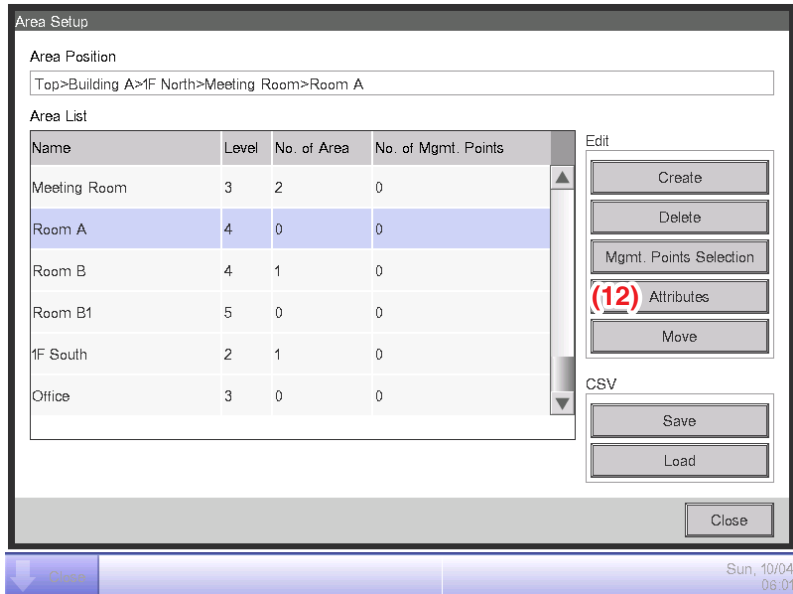 Area Setup
Area Position
Top>Building A>1F North>Meeting Room>Room A
Area List
Name Level No. of Area No. of Mgmt. Points
Meeting Room 3 2 0
Room A 4 0 0
Room B 4 1 0
Room B1 5 0 0
1F South 2 1 0
Office 3 0 0
Edit
Create
Delete
Mgmt. Points Selection
(12) Attributes
Move
CSV
Save
Load
Close
Sun, 10/04
06:01